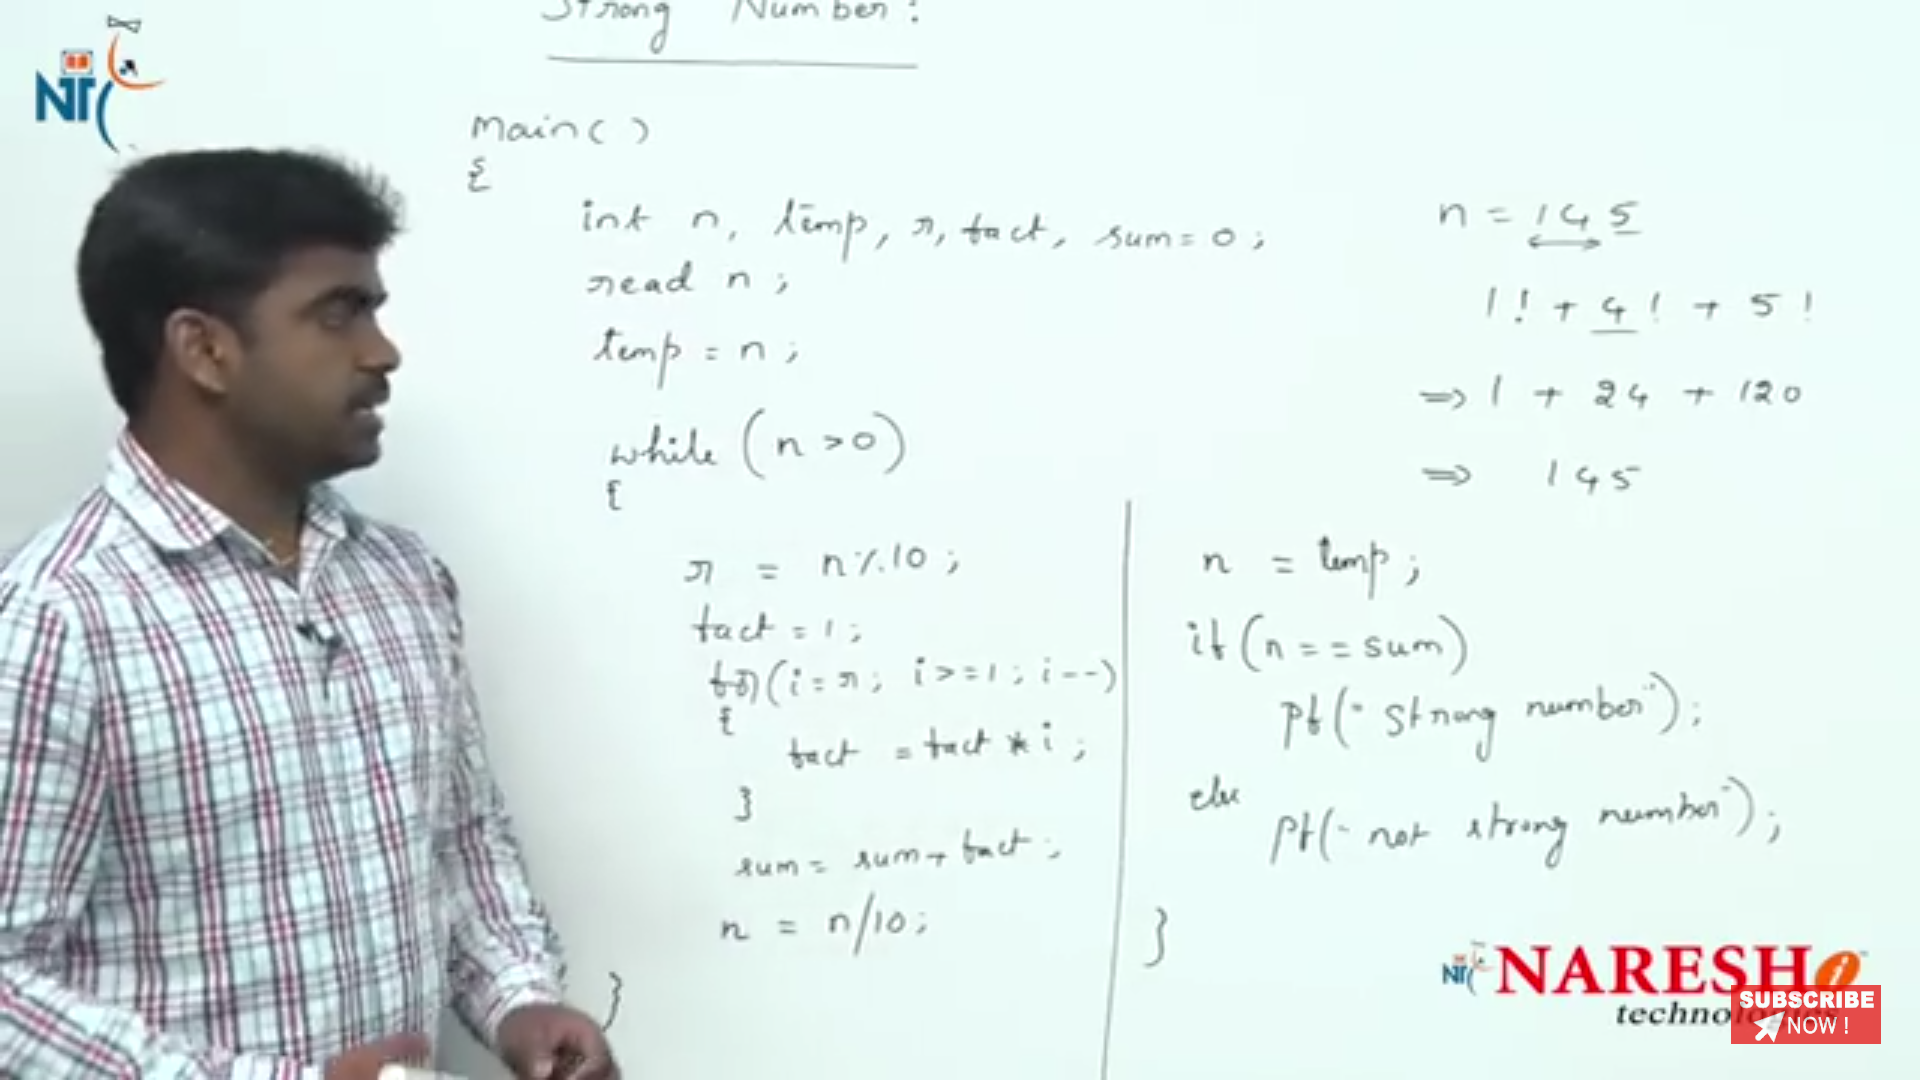 Strong Number:
main( )
{
int n, temp, r, fact, sum=0;
read n;
temp = n;
while (n >0)
{
r = n%10;
fact = 1;
for(i=r; i>=1; i--)
{
fact = fact * i;
}
sum = sum + fact;
n = n/10;
}
n = 145
1! + 4! + 5!
=> 1 + 24 + 120
=> 145
n = temp;
if(n==sum)
pf(" strong number");
else
pf(" not strong number");
}
NT
NARESH i
technologies
SUBSCRIBE
NOW !